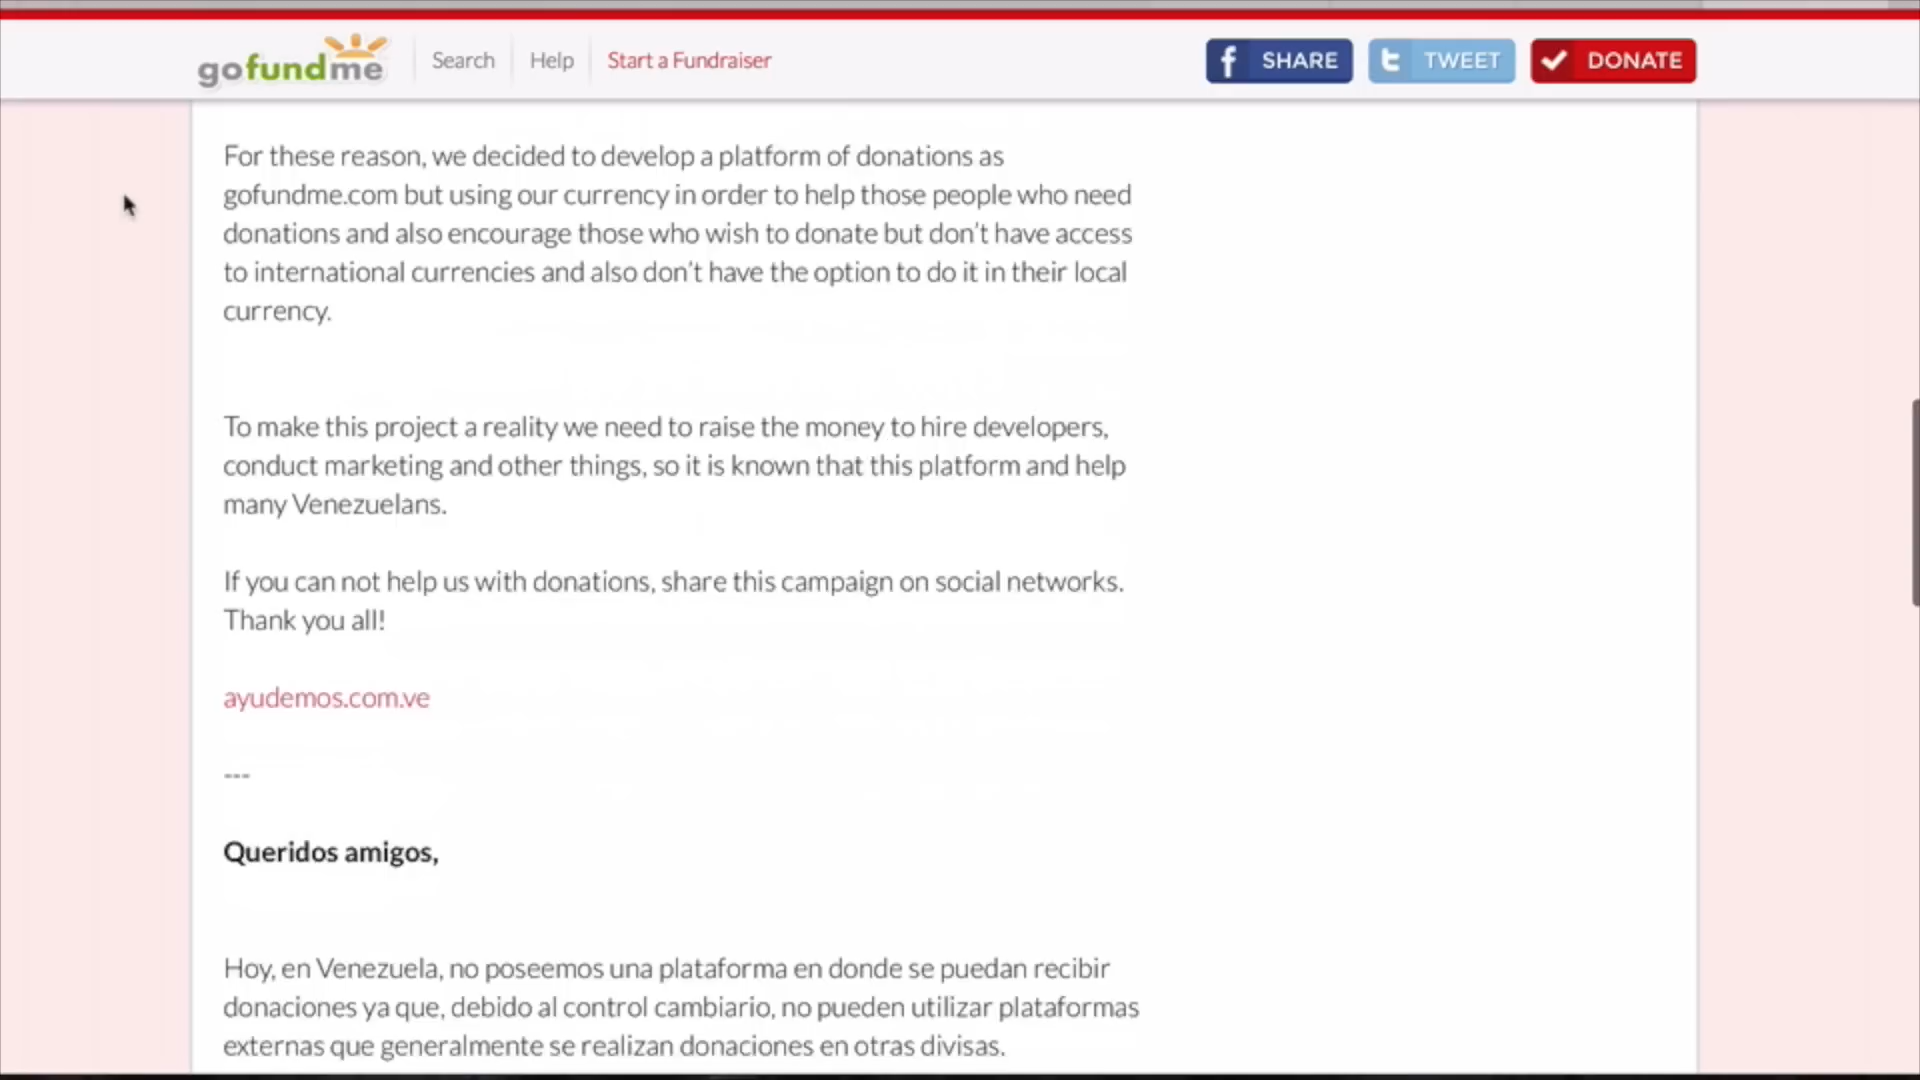 gofundme
Search
Help
Start a Fundraiser
SHARE
TWEET
DONATE
For these reason, we decided to develop a platform of donations as
gofundme.com but using our currency in order to help those people who need
donations and also encourage those who wish to donate but don't have access
to international currencies and also don't have the option to do it in their local
currency.
To make this project a reality we need to raise the money to hire developers,
conduct marketing and other things, so it is known that this platform and help
many Venezuelans.
If you can not help us with donations, share this campaign on social networks.
Thank you all!
ayudemos.com.ve
---
Queridos amigos,
Hoy, en Venezuela, no poseemos una plataforma en donde se puedan recibir
donaciones ya que, debido al control cambiario, no pueden utilizar plataformas
externas que generalmente se realizan donaciones en otras divisas.